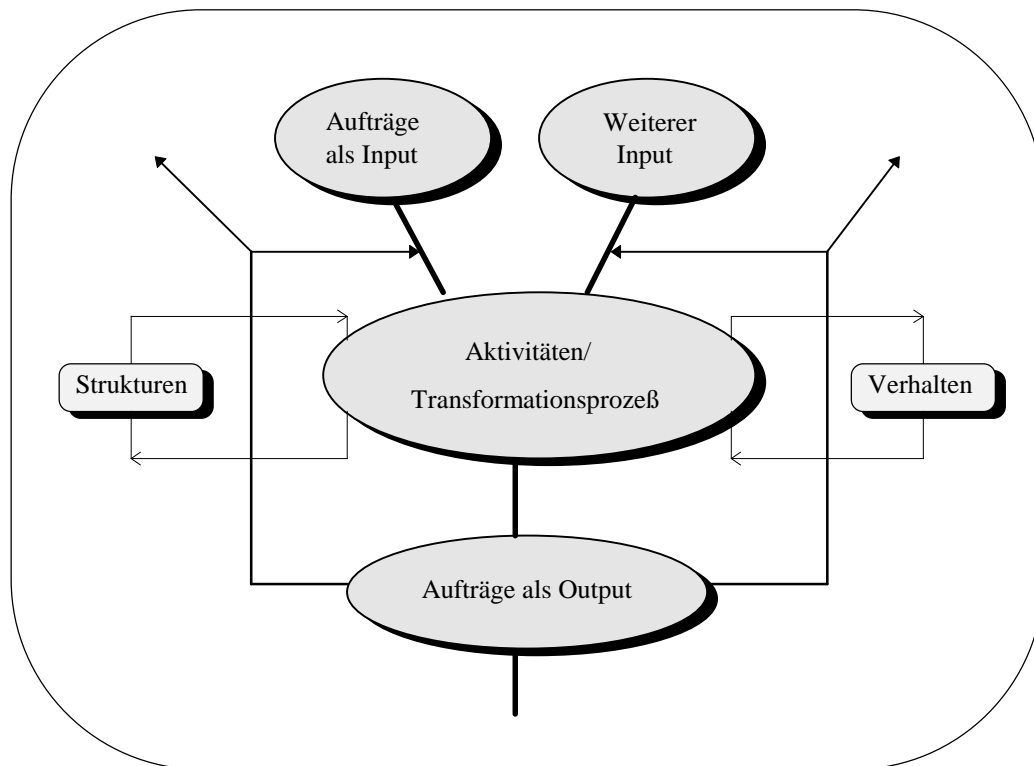 Aufträge
als Input
Weiterer
Input
Aktivitäten/
Transformationsprozeß
Strukturen
Verhalten
Aufträge als Output